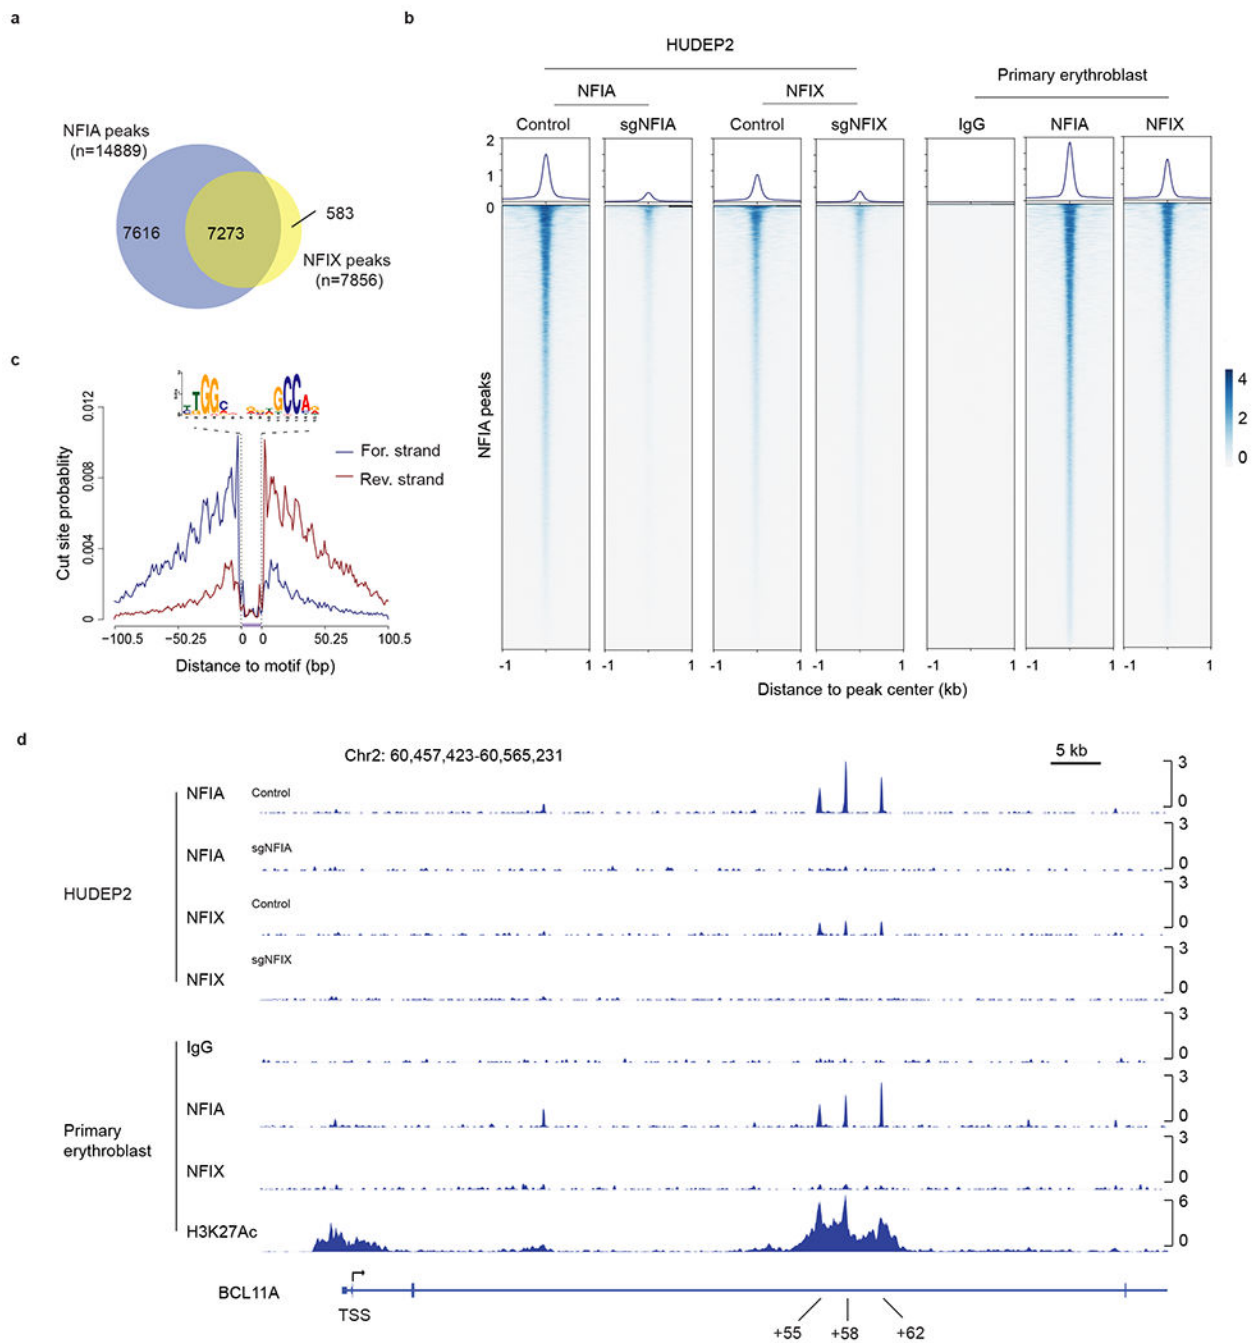 a
NFIA peaks
(n=14889)
7616
7273
583
NFIX peaks
(n=7856)
b
HUDEP2
Primary erythroblast
NFIA
NFIX
Control
sgNFIA
Control
sgNFIX
IgG
NFIA
NFIX
2
1
0
NFIA peaks
4
2
0
-1 1 -1 1 -1 1 -1 1 -1 1 -1 1 -1 1
Distance to peak center (kb)
c
TGGC GCCA
For. strand
Rev. strand
Cut site probablity
0.012
0.008
0.004
0
−100.5 −50.25 0 0 50.25 100.5
Distance to motif (bp)
d
Chr2: 60,457,423-60,565,231
5 kb
HUDEP2
NFIA Control 3 0
NFIA sgNFIA 3 0
NFIX Control 3 0
NFIX sgNFIX 3 0
Primary
erythroblast
IgG 3 0
NFIA 3 0
NFIX 3 0
H3K27Ac 6 0
BCL11A
TSS
+55 +58 +62